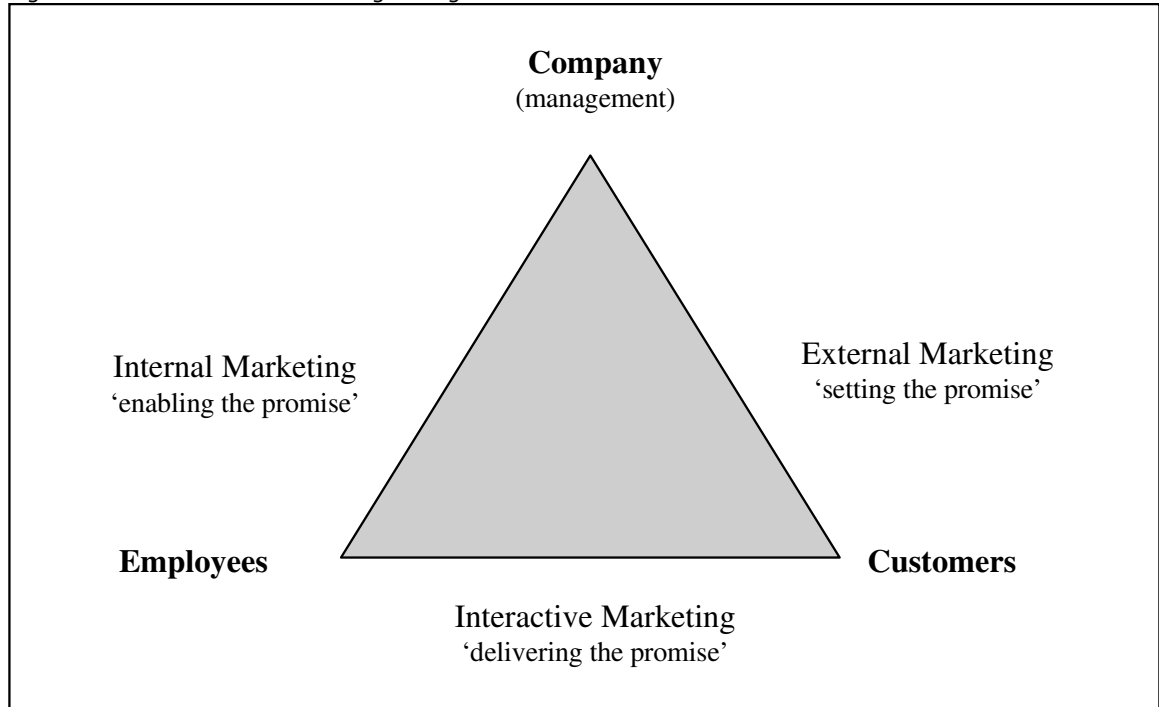 Company
(management)
Internal Marketing
‘enabling the promise’
External Marketing
‘setting the promise’
Employees
Customers
Interactive Marketing
‘delivering the promise’